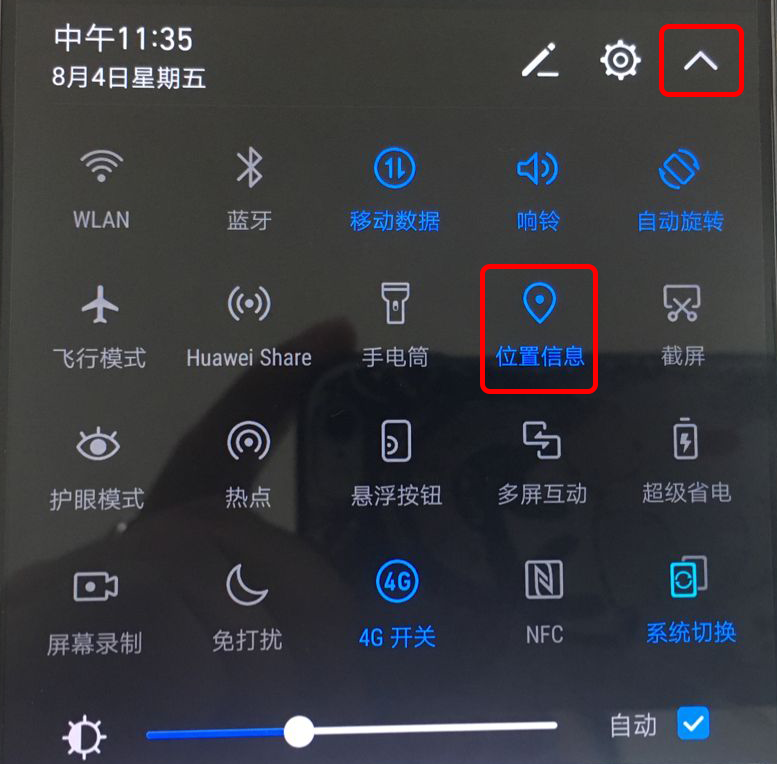 中午11:35
8月4日星期五
WLAN
蓝牙
移动数据
响铃
自动旋转
飞行模式
Huawei Share
手电筒
位置信息
截屏
护眼模式
热点
悬浮按钮
多屏互动
超级省电
4G
屏幕录制
免打扰
4G 开关
NFC
系统切换
自动